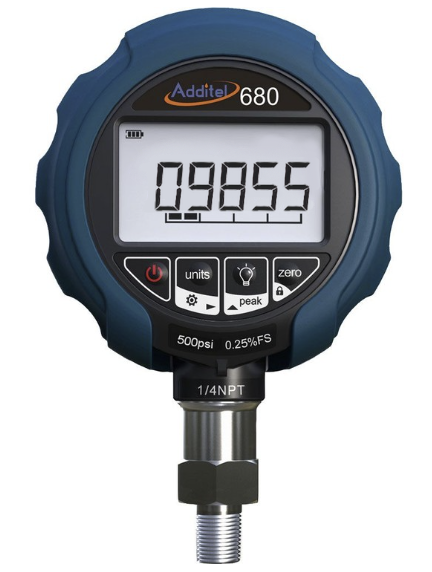 Additel 680
09855
units
zero
peak
500psi 0.25%FS
1/4NPT